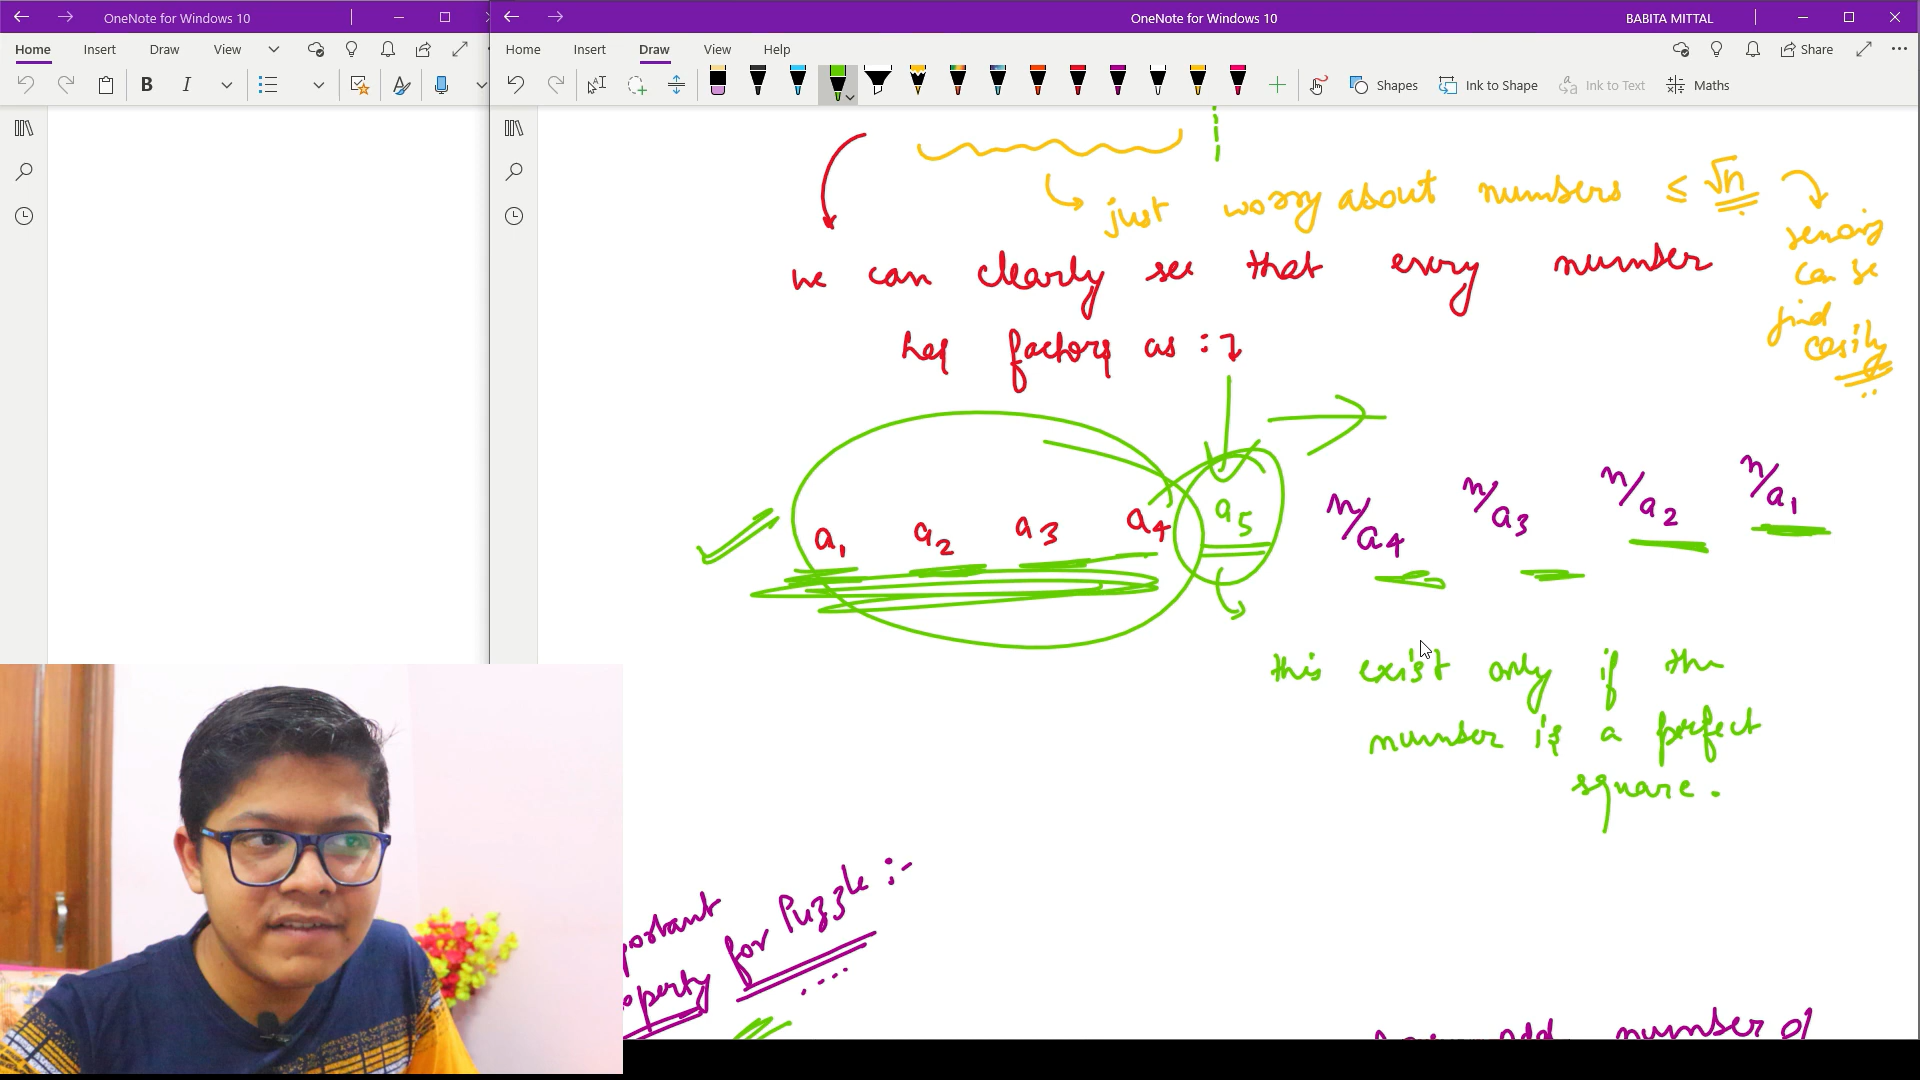 OneNote for Windows 10
OneNote for Windows 10
BABITA MITTAL
Home Insert Draw View
Home Insert Draw View Help
Share
B I
Shapes Ink to Shape Ink to Text Maths
just worry about numbers ≤ √n
can be
find
easily
we can clearly see that every number
has factors as :-
a1 a2 a3 a4 a5 n/a4 n/a3 n/a2 n/a1
this exist only if the
number is a perfect
square.
portant
operty for Puzzle :-
number of